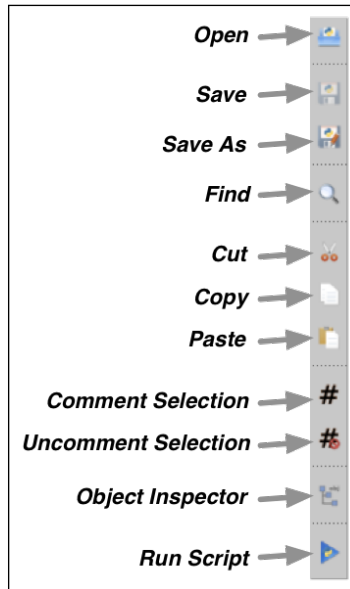 Open
Save
Save As
Find
Cut
Copy
Paste
Comment Selection #
Uncomment Selection #
Object Inspector
Run Script